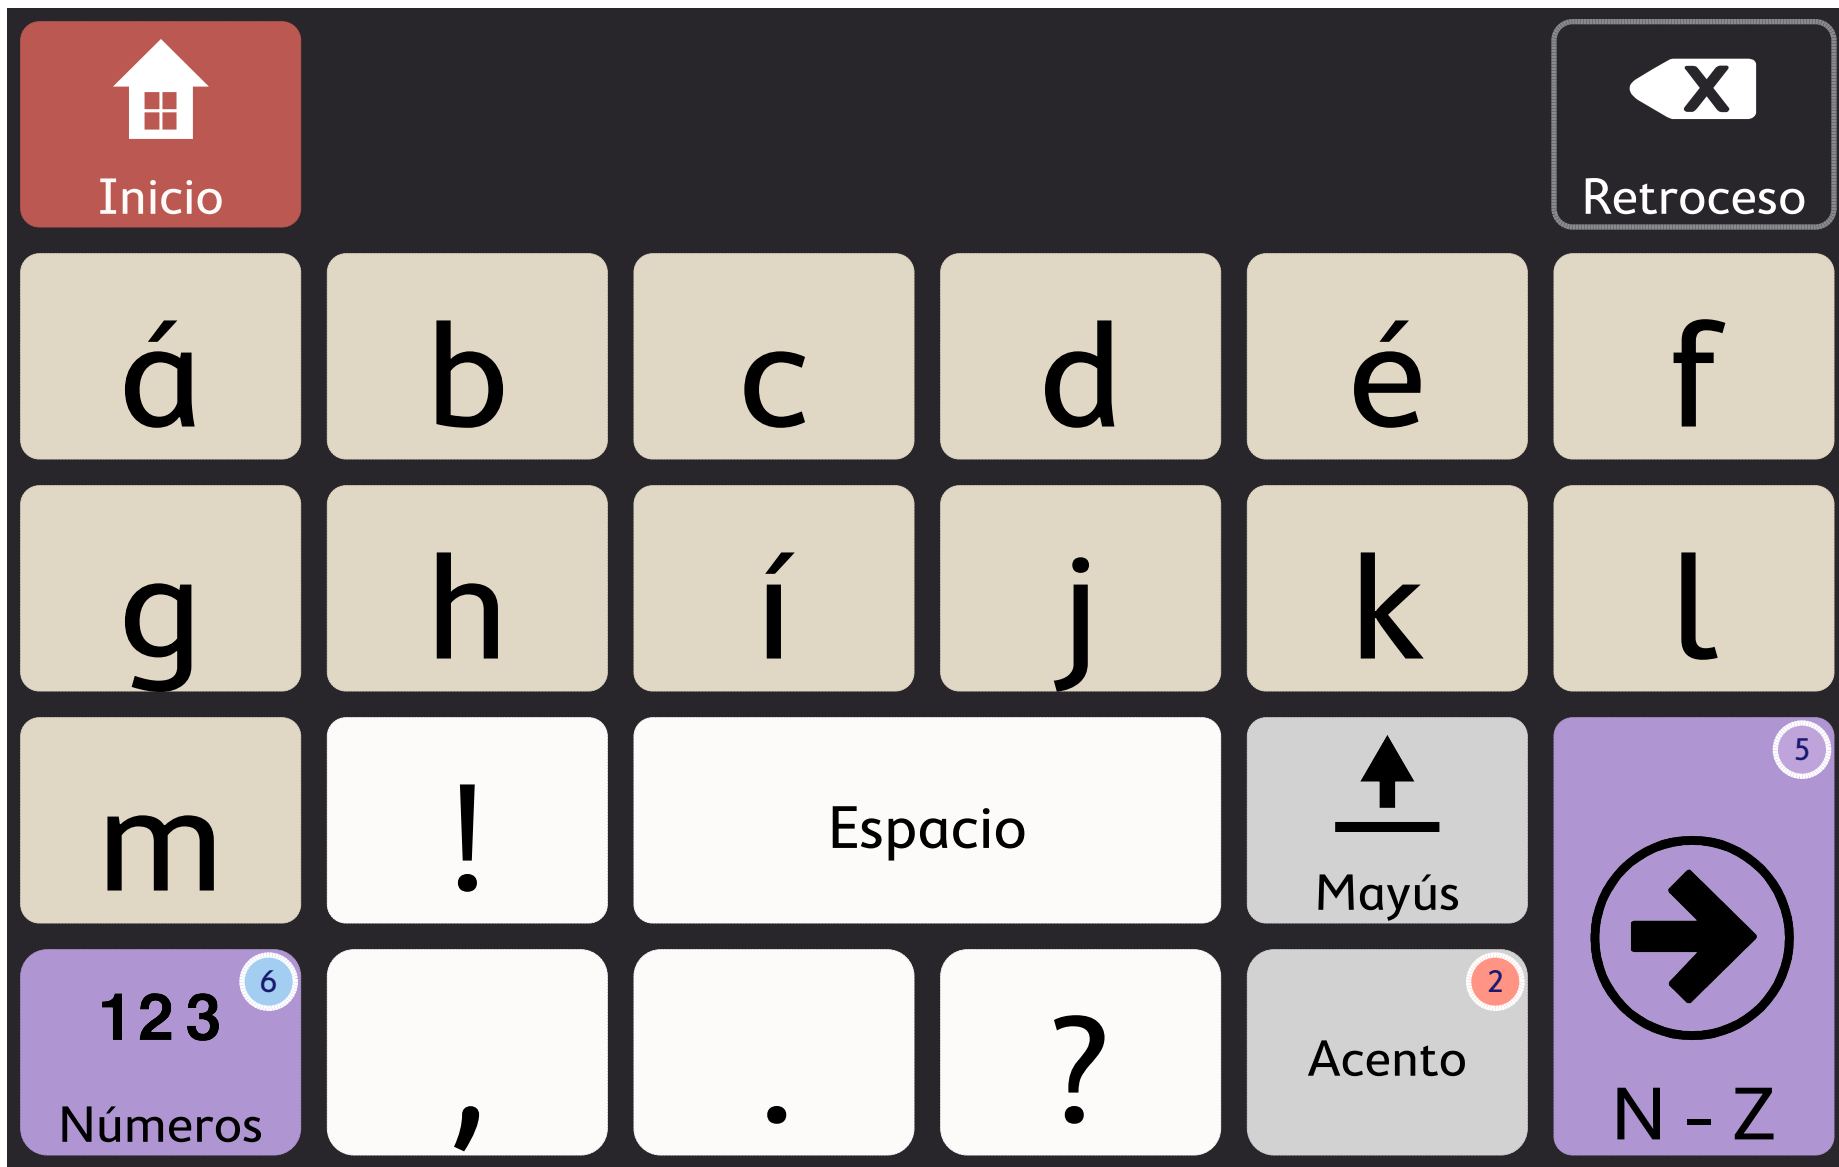 Inicio
X
Retroceso
á b c d é f
g h í j k l
m ! Espacio Mayús
5
123
6
Números
, . ? Acento
2
N - Z